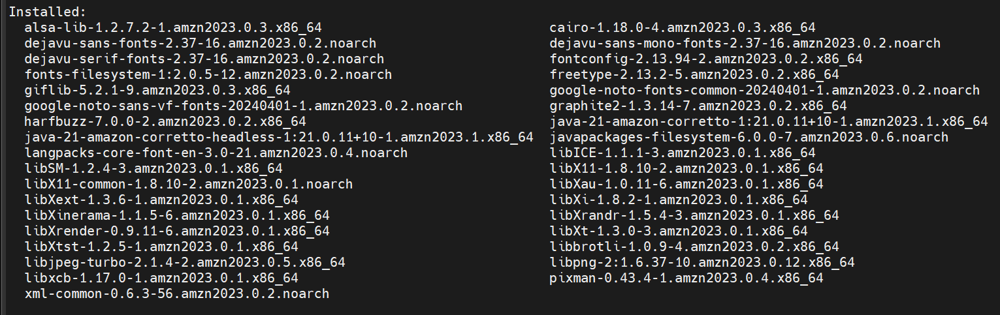 Installed:
alsa-lib-1.2.7.2-1.amzn2023.0.3.x86_64 cairo-1.18.0-4.amzn2023.0.3.x86_64
dejavu-sans-fonts-2.37-16.amzn2023.0.2.noarch dejavu-sans-mono-fonts-2.37-16.amzn2023.0.2.noarch
dejavu-serif-fonts-2.37-16.amzn2023.0.2.noarch fontconfig-2.13.94-2.amzn2023.0.2.x86_64
fonts-filesystem-1:2.0.5-12.amzn2023.0.2.noarch freetype-2.13.2-5.amzn2023.0.2.x86_64
giflib-5.2.1-9.amzn2023.0.3.x86_64 google-noto-fonts-common-20240401-1.amzn2023.0.2.noarch
google-noto-sans-vf-fonts-20240401-1.amzn2023.0.2.noarch graphite2-1.3.14-7.amzn2023.0.2.x86_64
harfbuzz-7.0.0-2.amzn2023.0.2.x86_64 java-21-amazon-corretto-1:21.0.11+10-1.amzn2023.1.x86_64
java-21-amazon-corretto-headless-1:21.0.11+10-1.amzn2023.1.x86_64 javapackages-filesystem-6.0.0-7.amzn2023.0.6.noarch
langpacks-core-font-en-3.0-21.amzn2023.0.4.noarch libICE-1.1.1-3.amzn2023.0.1.x86_64
libSM-1.2.4-3.amzn2023.0.1.x86_64 libX11-1.8.10-2.amzn2023.0.1.x86_64
libX11-common-1.8.10-2.amzn2023.0.1.noarch libXau-1.0.11-6.amzn2023.0.1.x86_64
libXext-1.3.6-1.amzn2023.0.1.x86_64 libXi-1.8.2-1.amzn2023.0.1.x86_64
libXinerama-1.1.5-6.amzn2023.0.1.x86_64 libXrandr-1.5.4-3.amzn2023.0.1.x86_64
libXrender-0.9.11-6.amzn2023.0.1.x86_64 libXt-1.3.0-3.amzn2023.0.1.x86_64
libXtst-1.2.5-1.amzn2023.0.1.x86_64 libbrotli-1.0.9-4.amzn2023.0.2.x86_64
libjpeg-turbo-2.1.4-2.amzn2023.0.5.x86_64 libpng-2:1.6.37-10.amzn2023.0.12.x86_64
libxcb-1.17.0-1.amzn2023.0.1.x86_64 pixman-0.43.4-1.amzn2023.0.4.x86_64
xml-common-0.6.3-56.amzn2023.0.2.noarch